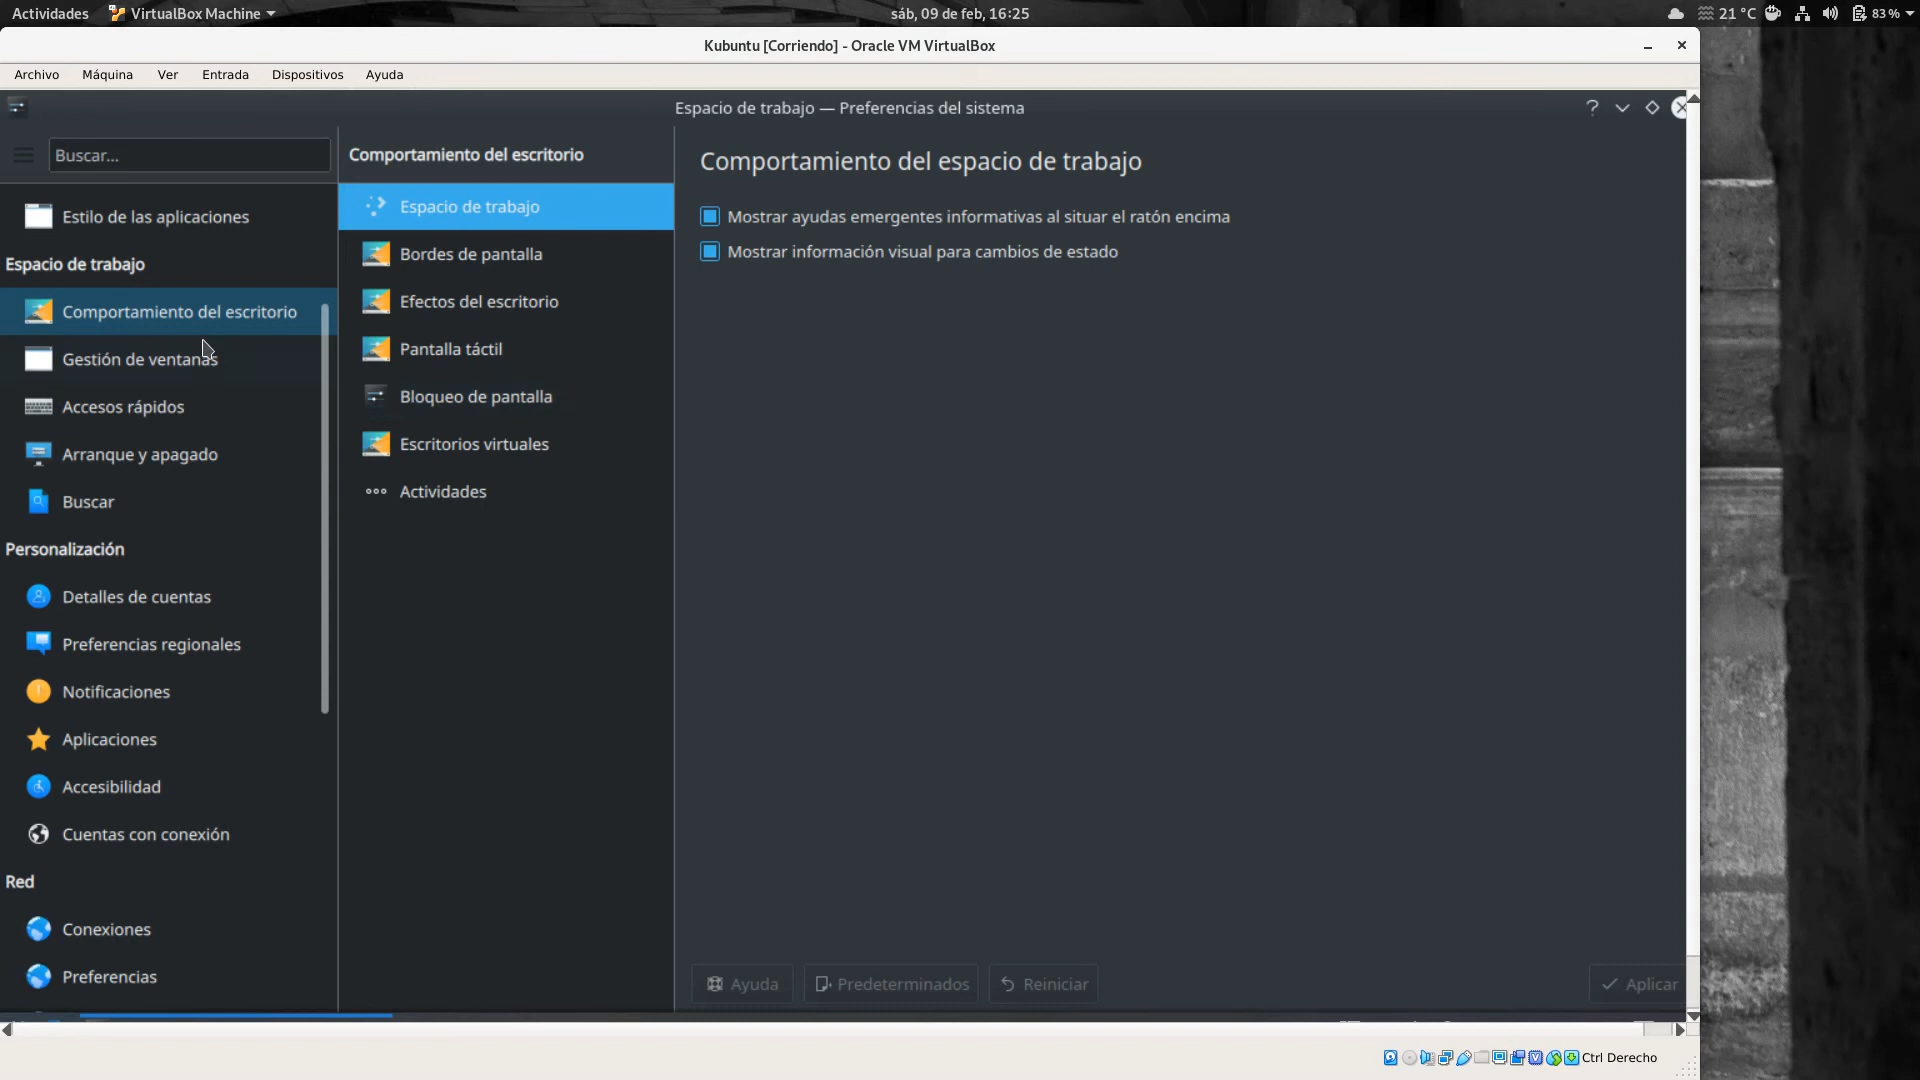 Actividades VirtualBox Machine sáb, 09 de feb, 16:25 21 °C 83 %
Kubuntu [Corriendo] - Oracle VM VirtualBox
Archivo Máquina Ver Entrada Dispositivos Ayuda
Espacio de trabajo — Preferencias del sistema
Buscar...
Estilo de las aplicaciones
Espacio de trabajo
Comportamiento del escritorio
Gestión de ventanas
Accesos rápidos
Arranque y apagado
Buscar
Personalización
Detalles de cuentas
Preferencias regionales
Notificaciones
Aplicaciones
Accesibilidad
Cuentas con conexión
Red
Conexiones
Preferencias
Comportamiento del escritorio
Espacio de trabajo
Bordes de pantalla
Efectos del escritorio
Pantalla táctil
Bloqueo de pantalla
Escritorios virtuales
Actividades
Comportamiento del espacio de trabajo
Mostrar ayudas emergentes informativas al situar el ratón encima
Mostrar información visual para cambios de estado
Ayuda Predeterminados Reiniciar Aplicar
Ctrl Derecho